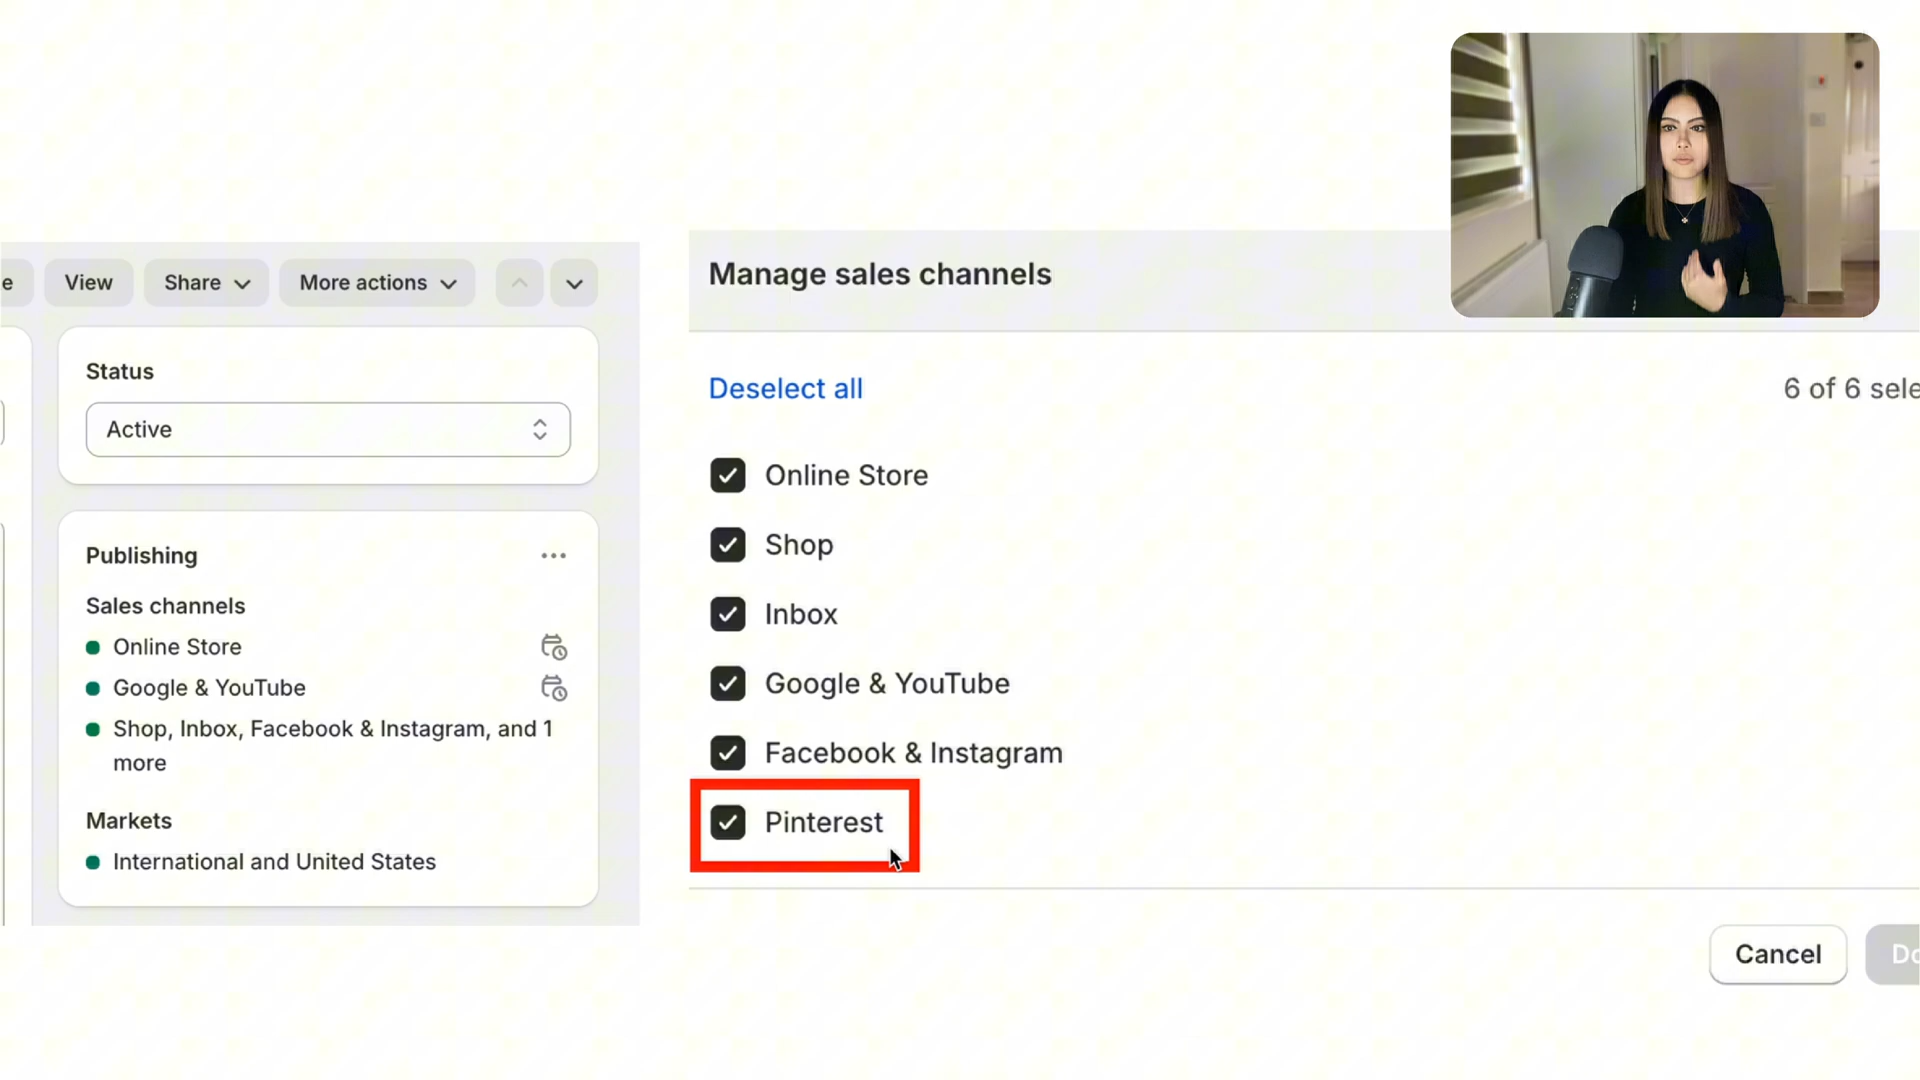 e
View
Share
More actions
Status
Active
Publishing
Sales channels
Online Store
Google & YouTube
Shop, Inbox, Facebook & Instagram, and 1
more
Markets
International and United States
Manage sales channels
Deselect all
6 of 6 sele
Online Store
Shop
Inbox
Google & YouTube
Facebook & Instagram
Pinterest
Cancel
Do